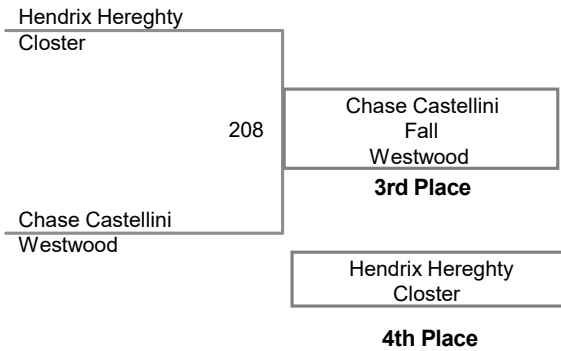 Hendrix Hereghty
Closter
208
Chase Castellini
Fall
Westwood
3rd Place
Chase Castellini
Westwood
Hendrix Hereghty
Closter
4th Place